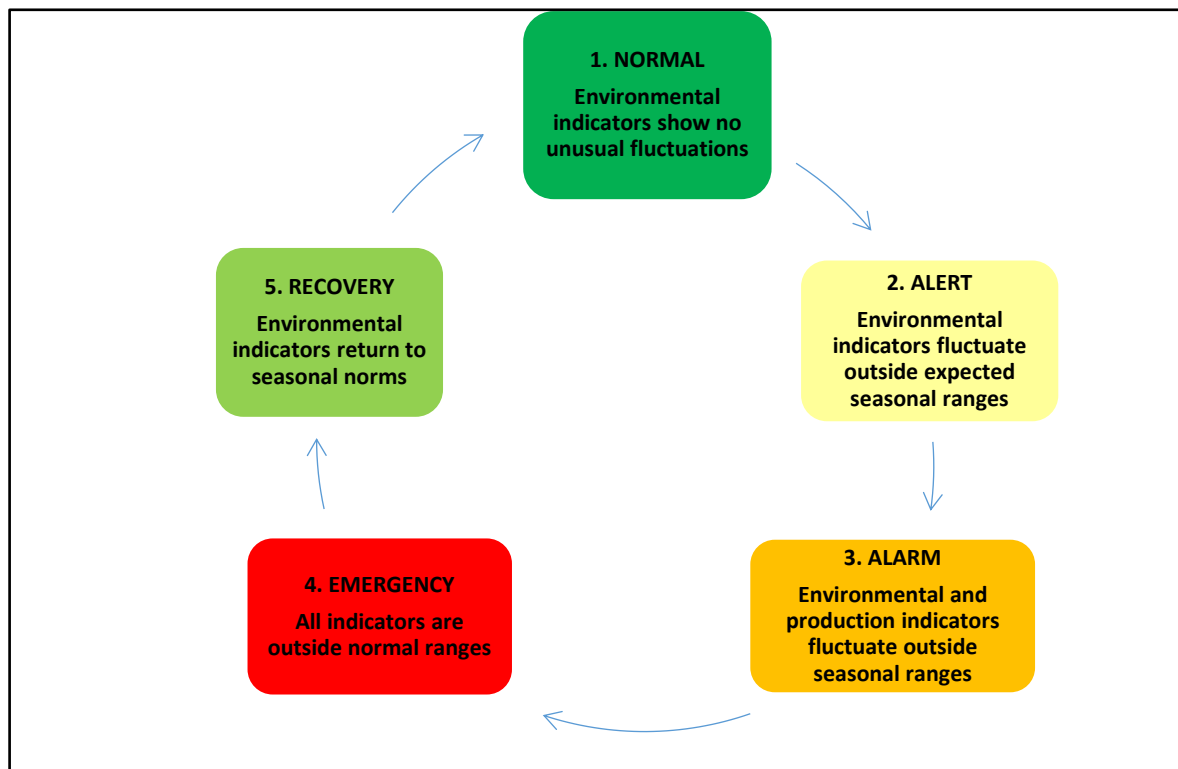 1. NORMAL
Environmental
indicators show no
unusual fluctuations
2. ALERT
Environmental
indicators fluctuate
outside expected
seasonal ranges
3. ALARM
Environmental and
production indicators
fluctuate outside
seasonal ranges
4. EMERGENCY
All indicators are
outside normal ranges
5. RECOVERY
Environmental
indicators return to
seasonal norms